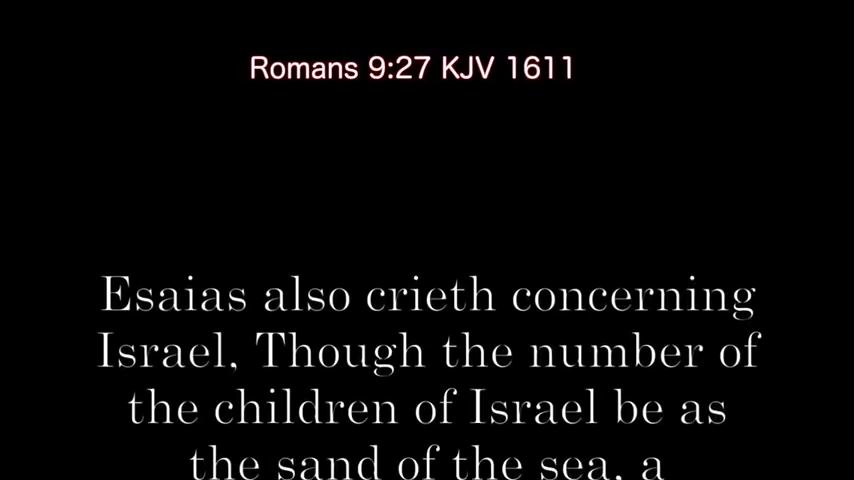 Romans 9:27 KJV 1611
Esaias also crieth concerning
Israel, Though the number of
the children of Israel be as
the sand of the sea, a